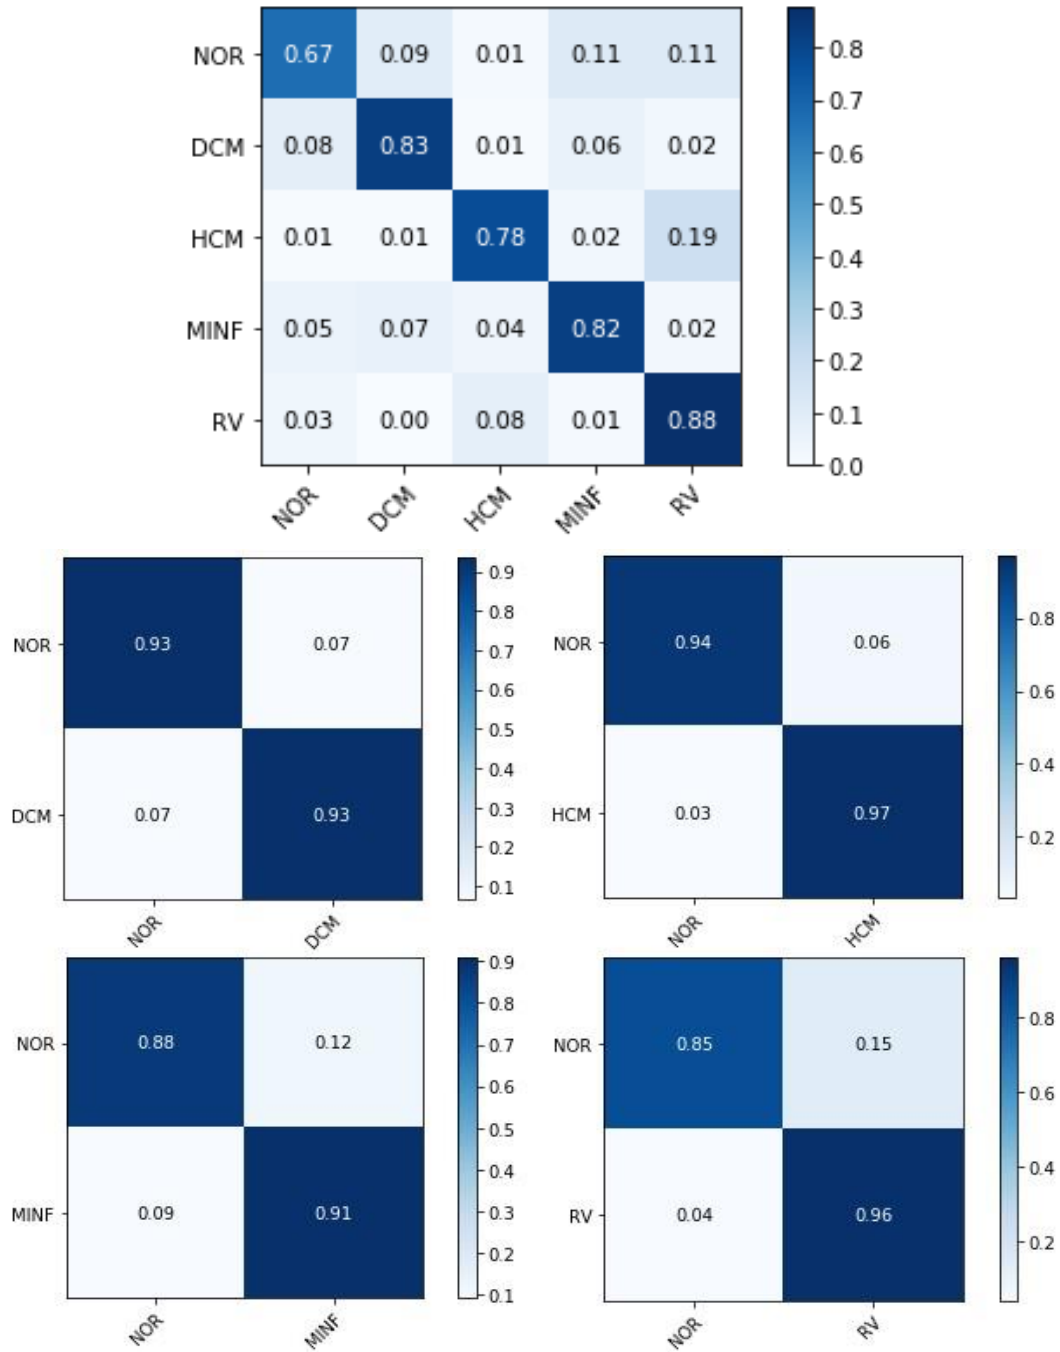 NOR 0.67 0.09 0.01 0.11 0.11
DCM 0.08 0.83 0.01 0.06 0.02
HCM 0.01 0.01 0.78 0.02 0.19
MINF 0.05 0.07 0.04 0.82 0.02
RV 0.03 0.00 0.08 0.01 0.88
NOR DCM HCM MINF RV
0.8
0.7
0.6
0.5
0.4
0.3
0.2
0.1
0.0
NOR 0.93 0.07
DCM 0.07 0.93
NOR DCM
0.9
0.8
0.7
0.6
0.5
0.4
0.3
0.2
0.1
NOR 0.94 0.06
HCM 0.03 0.97
NOR HCM
0.8
0.6
0.4
0.2
NOR 0.88 0.12
MINF 0.09 0.91
NOR MINF
0.9
0.8
0.7
0.6
0.5
0.4
0.3
0.2
0.1
NOR 0.85 0.15
RV 0.04 0.96
NOR RV
0.8
0.6
0.4
0.2